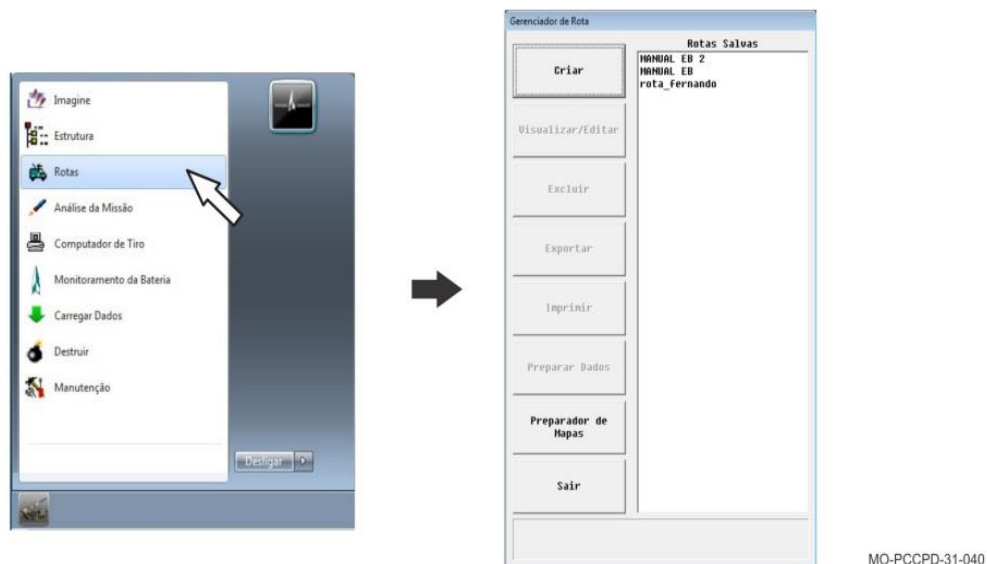 Imagine
Estrutura
Rotas
Análise da Missão
Computador de Tiro
Monitoramento da Bateria
Carregar Dados
Destruir
Manutenção
Desligar
Gerenciador de Rota
Criar
Visualizar/Editar
Excluir
Exportar
Imprimir
Preparar Dados
Preparador de
Mapas
Sair
Rotas Salvas
MANUAL EB 2
MANUAL EB
rota_fernando
MO-PCCPD-31-040